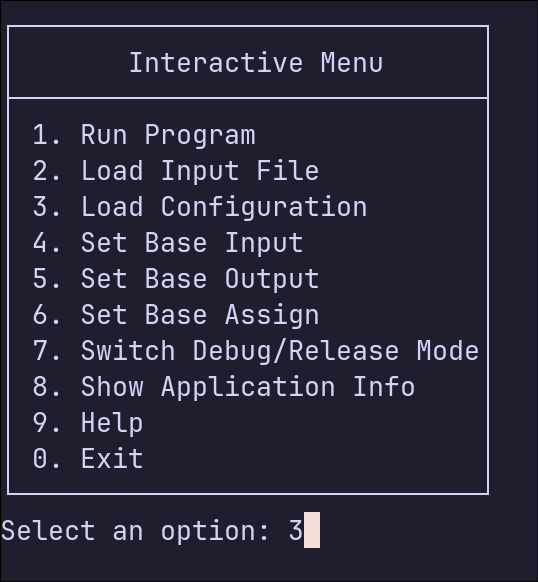 Interactive Menu
1. Run Program
2. Load Input File
3. Load Configuration
4. Set Base Input
5. Set Base Output
6. Set Base Assign
7. Switch Debug/Release Mode
8. Show Application Info
9. Help
0. Exit
Select an option: 3